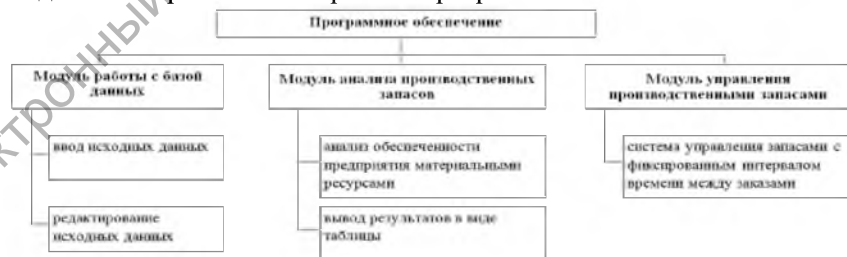 Программное обеспечение
Модуль работы с базой
данных
ввод исходных данных
редактирование
исходных данных
Модуль анализа производственных
запасов
анализ обеспеченности
предприятия материальными
ресурсами
вывод результатов в виде
таблицы
Модуль управления
производственными запасами
система управления запасами с
фиксированным интервалом
времени между заказами